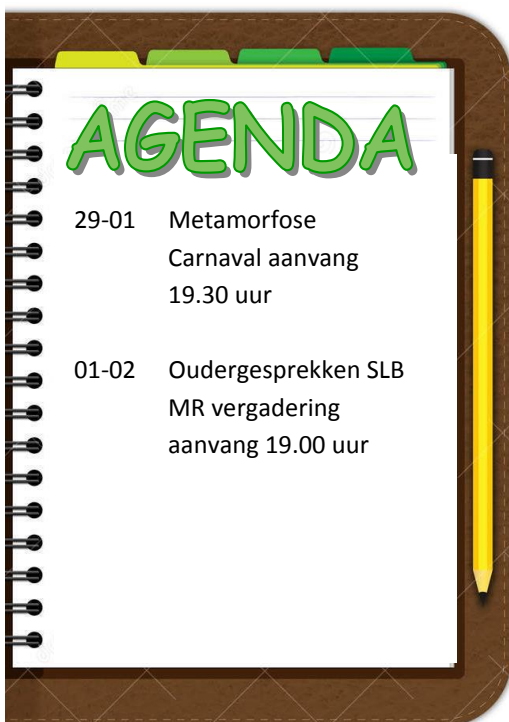 AGENDA
29-01 Metamorfose
Carnaval aanvang
19.30 uur
01-02 Oudergesprekken SLB
MR vergadering
aanvang 19.00 uur